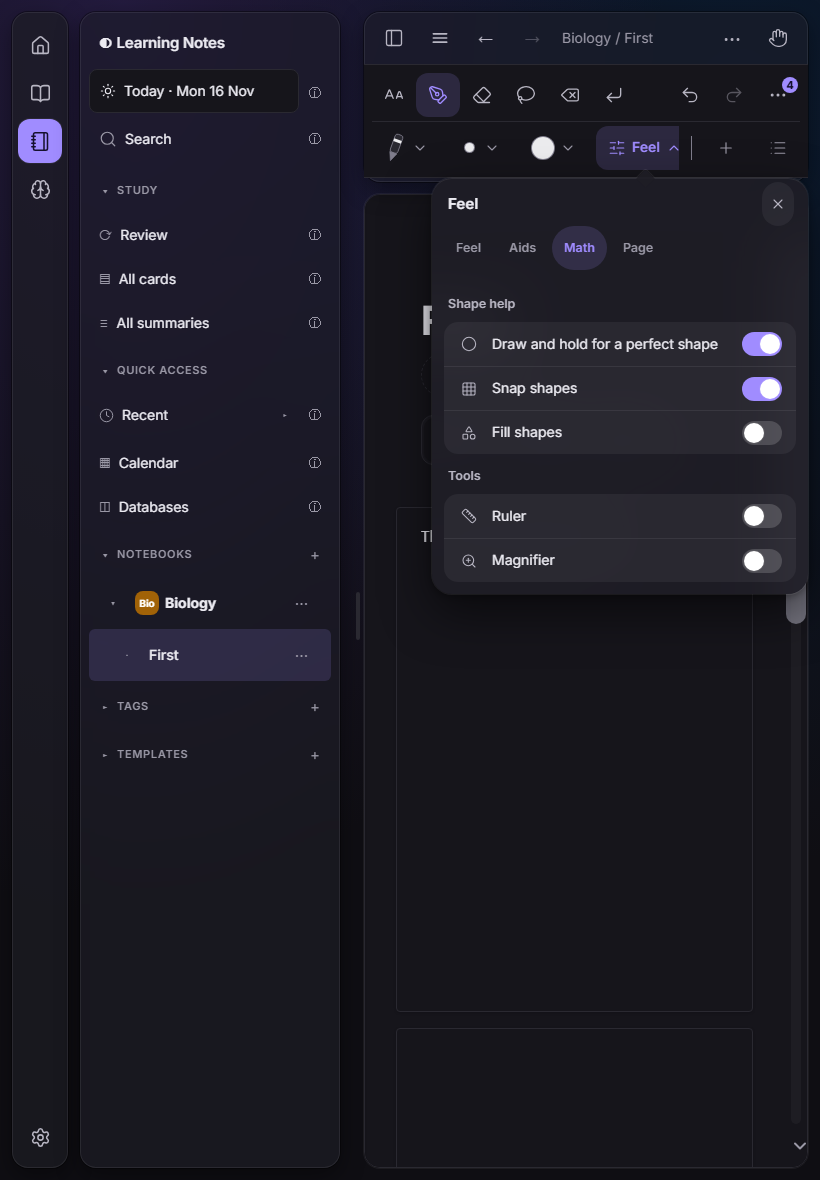 Learning Notes
Today · Mon 16 Nov
Search
STUDY
Review
All cards
All summaries
QUICK ACCESS
Recent
Calendar
Databases
NOTEBOOKS
Bio Biology
First
TAGS
TEMPLATES
Biology / First
AA
4
Feel
Feel
Feel Aids Math Page
Shape help
Draw and hold for a perfect shape
Snap shapes
Fill shapes
Tools
Ruler
Magnifier